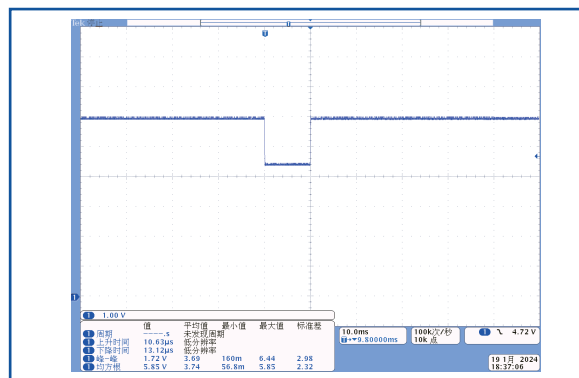 停止
T
T
1
1 1.00 V
值 平均值 最小值 最大值 标准差
1 周期 ----.s 未发现周期
1 上升时间 10.63μs 低分辨率
1 下降时间 13.12μs 低分辨率
1 峰-峰 1.72 V 3.69 160m 6.44 2.98
1 均方根 5.85 V 3.74 56.8m 5.85 2.32
10.0ms
T→▼9.80000ms
100k次/秒
10k 点
1 4.72 V
19 1月 2024
18:37:06